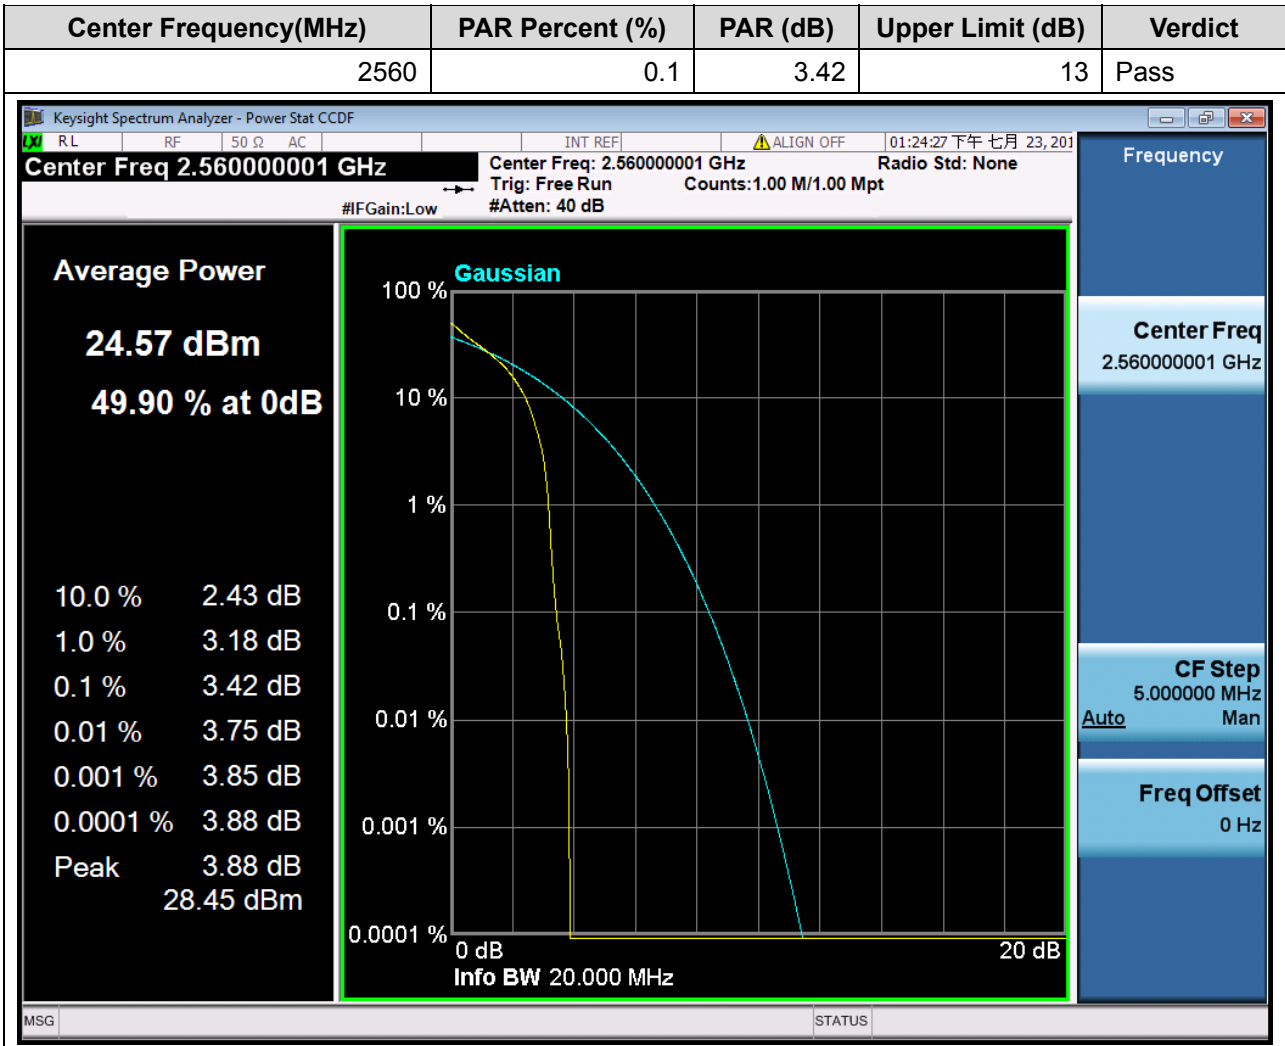 Center Frequency(MHz) PAR Percent (%) PAR (dB) Upper Limit (dB) Verdict
2560 0.1 3.42 13 Pass
Keysight Spectrum Analyzer - Power Stat CCDF
LXI RL RF 50 Ω AC INT REF ALIGN OFF 01:24:27 下午 七月 23, 201
Center Freq 2.560000001 GHz
Center Freq: 2.560000001 GHz Radio Std: None
Trig: Free Run Counts:1.00 M/1.00 Mpt
#IFGain:Low #Atten: 40 dB
Average Power
24.57 dBm
49.90 % at 0dB
10.0 % 2.43 dB
1.0 % 3.18 dB
0.1 % 3.42 dB
0.01 % 3.75 dB
0.001 % 3.85 dB
0.0001 % 3.88 dB
Peak 3.88 dB
28.45 dBm
Gaussian
100 %
10 %
1 %
0.1 %
0.01 %
0.001 %
0.0001 %
0 dB 20 dB
Info BW 20.000 MHz
Frequency
Center Freq
2.560000001 GHz
CF Step
5.000000 MHz
Auto Man
Freq Offset
0 Hz
MSG STATUS